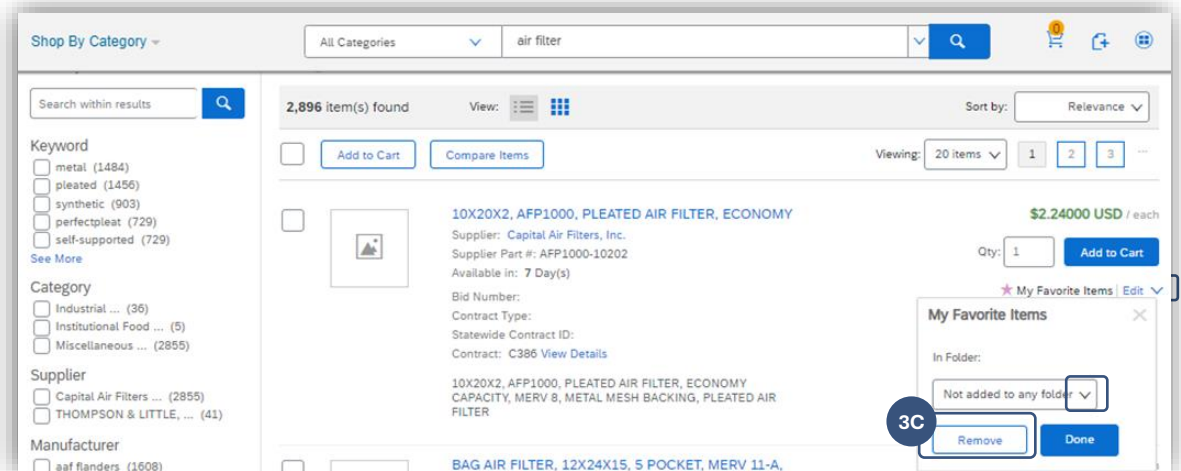 Shop By Category
All Categories
air filter
0
Search within results
2,896 item(s) found
View:
Sort by:
Relevance
Keyword
metal (1484)
pleated (1456)
synthetic (903)
perfectpleat (729)
self-supported (729)
See More
Category
Industrial ... (36)
Institutional Food ... (5)
Miscellaneous ... (2855)
Supplier
Capital Air Filters ... (2855)
THOMPSON & LITTLE, ... (41)
Manufacturer
aaf flanders (1608)
Add to Cart
Compare Items
Viewing:
20 items
1
2
3
...
10X20X2, AFP1000, PLEATED AIR FILTER, ECONOMY
Supplier: Capital Air Filters, Inc.
Supplier Part #: AFP1000-10202
Available in: 7 Day(s)
Bid Number:
Contract Type:
Statewide Contract ID:
Contract: C386 View Details
10X20X2, AFP1000, PLEATED AIR FILTER, ECONOMY
CAPACITY, MERV 8, METAL MESH BACKING, PLEATED AIR
FILTER
$2.24000 USD / each
Qty: 1
Add to Cart
My Favorite Items | Edit
My Favorite Items
In Folder:
Not added to any folder
3C
Remove
Done
BAG AIR FILTER, 12X24X15, 5 POCKET, MERV 11-A,